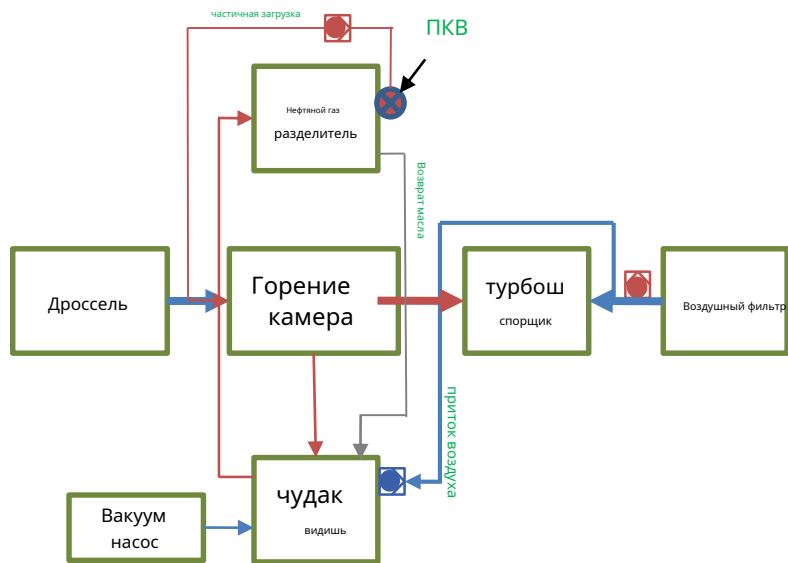 частичная загрузка
ПКВ
Нефтяной газ
разделитель
Возврат масла
Дроссель
Горение
камера
турбош
спорщик
Воздушный фильтр
приток воздуха
чудак
видишь
Вакуум
насос